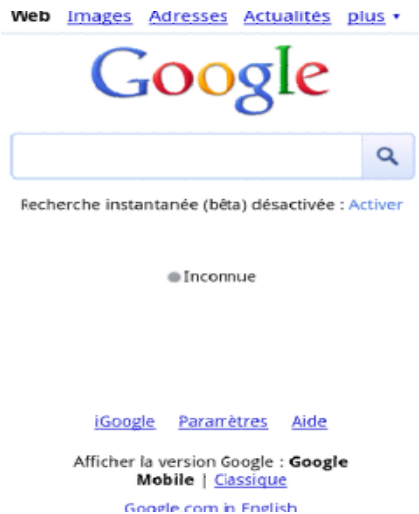 Web Images Adresses Actualités plus
Google
Recherche instantanée (bêta) désactivée : Activer
Inconnue
iGoogle Paramètres Aide
Afficher la version Google : Google
Mobile | Classique
Google.com in English